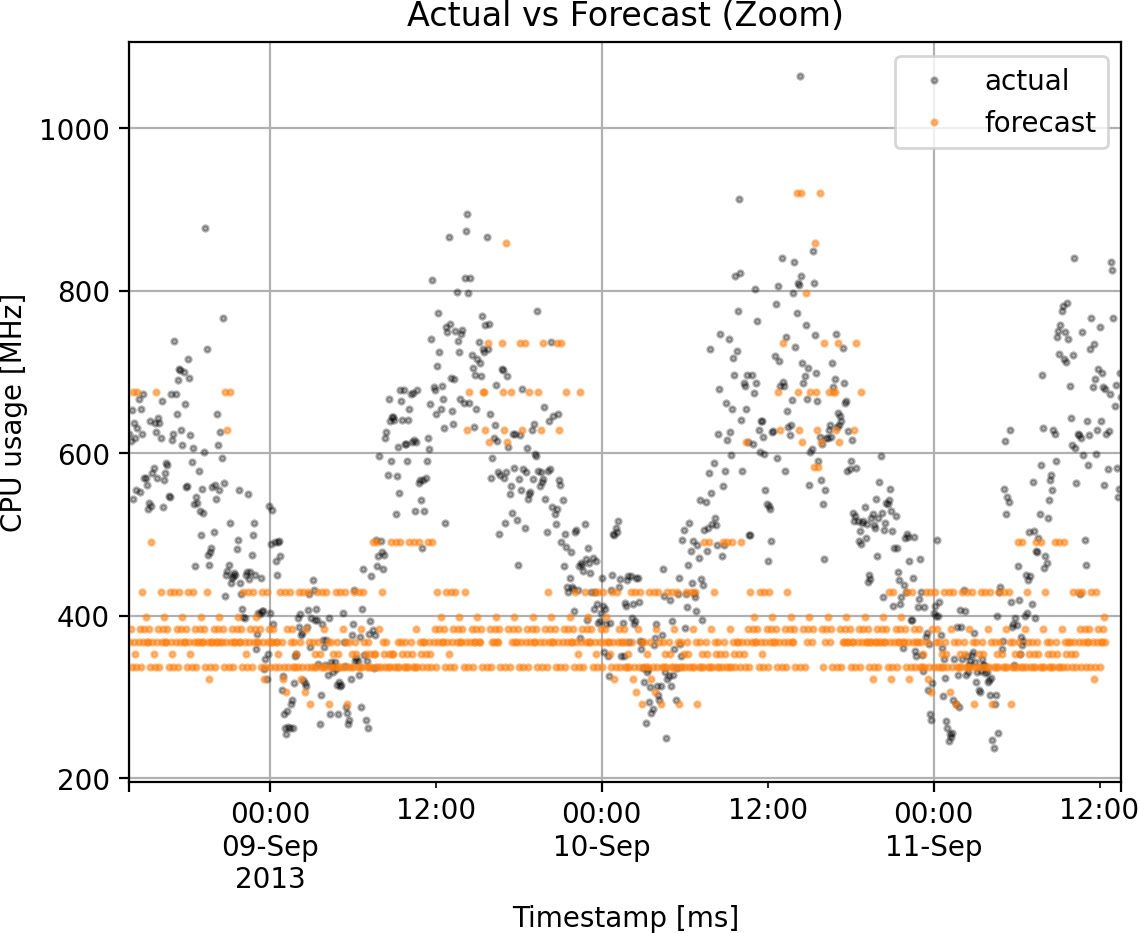 Actual vs Forecast (Zoom)
actual
forecast
1000
800
600
400
200
CPU usage [MHz]
00:00 12:00 00:00 12:00 00:00 12:00
09-Sep 10-Sep 11-Sep
2013
Timestamp [ms]